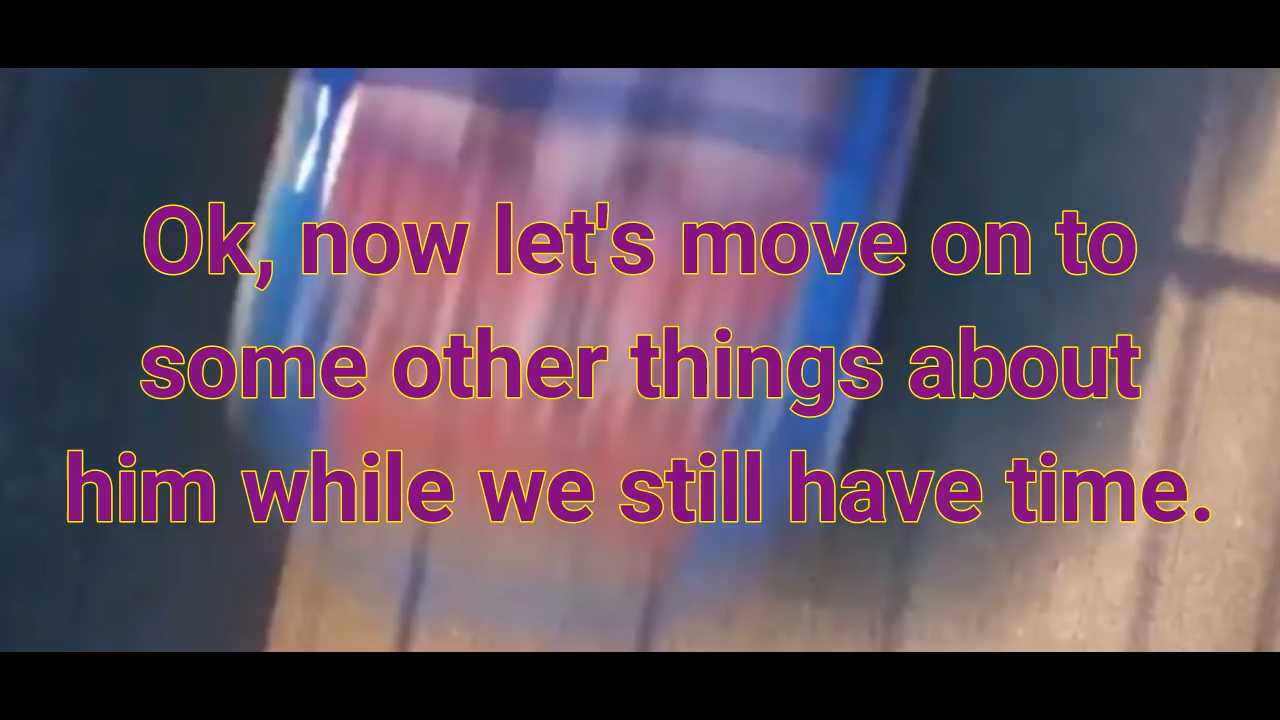 Ok, now let's move on to
some other things about
him while we still have time.